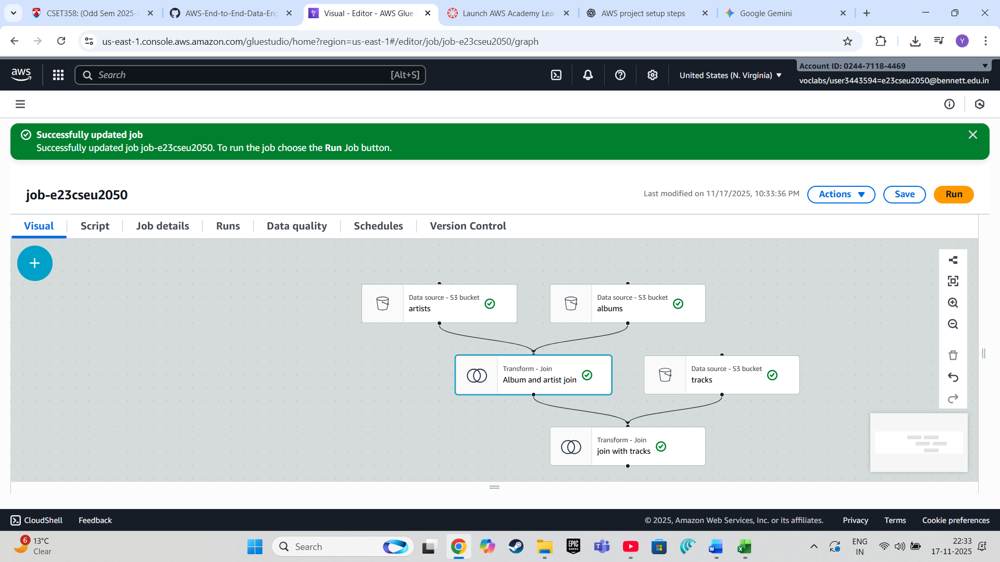 CSET358: (Odd Sem 2025-2
AWS-End-to-End-Data-Eng
Visual - Editor - AWS Glue S
Launch AWS Academy Lear
AWS project setup steps
Google Gemini
us-east-1.console.aws.amazon.com/gluestudio/home?region=us-east-1#/editor/job/job-e23cseu2050/graph
Y
aws
Search
[Alt+S]
United States (N. Virginia)
Account ID: 0244-7118-4469
voclabs/user3443594=e23cseu2050@bennett.edu.in
Successfully updated job
Successfully updated job job-e23cseu2050. To run the job choose the Run Job button.
job-e23cseu2050
Last modified on 11/17/2025, 10:33:36 PM
Actions
Save
Run
Visual
Script
Job details
Runs
Data quality
Schedules
Version Control
Data source - S3 bucket
artists
Data source - S3 bucket
albums
Transform - Join
Album and artist join
Data source - S3 bucket
tracks
Transform - Join
join with tracks
CloudShell
Feedback
© 2025, Amazon Web Services, Inc. or its affiliates.
Privacy
Terms
Cookie preferences
6
13°C
Clear
Search
EPIC
GAMES
ENG
IN
22:33
17-11-2025